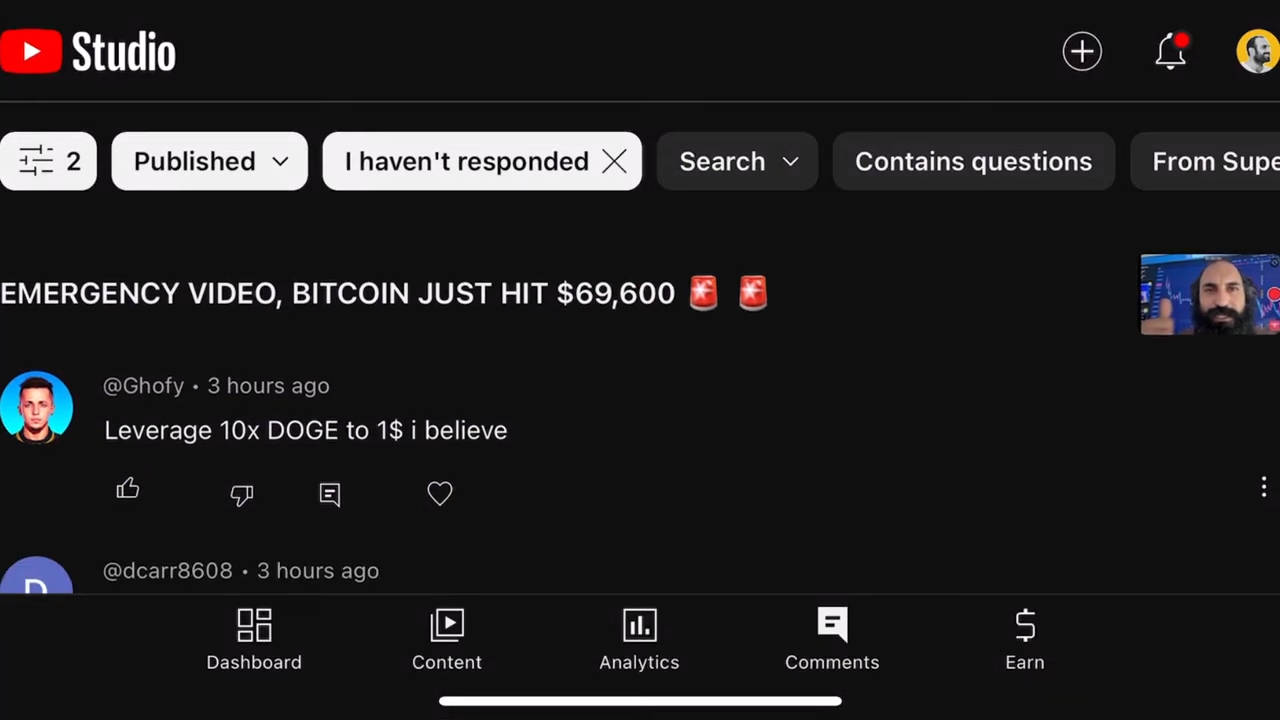 Studio
2 Published I haven't responded Search Contains questions From Supe
EMERGENCY VIDEO, BITCOIN JUST HIT $69,600 🚨 🚨
@Ghofy • 3 hours ago
Leverage 10x DOGE to 1$ i believe
D
@dcarr8608 • 3 hours ago
Dashboard Content Analytics Comments Earn